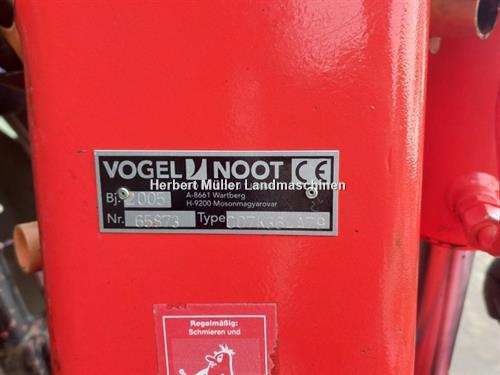 VOGEL NOOT CE
Herbert Müller Landmaschinen
Bj. 2005
A-8661 Wartberg
H-9200 Mosonmagyarovar
Nr. 65873 Type
Regelmäßig:
Schmieren und